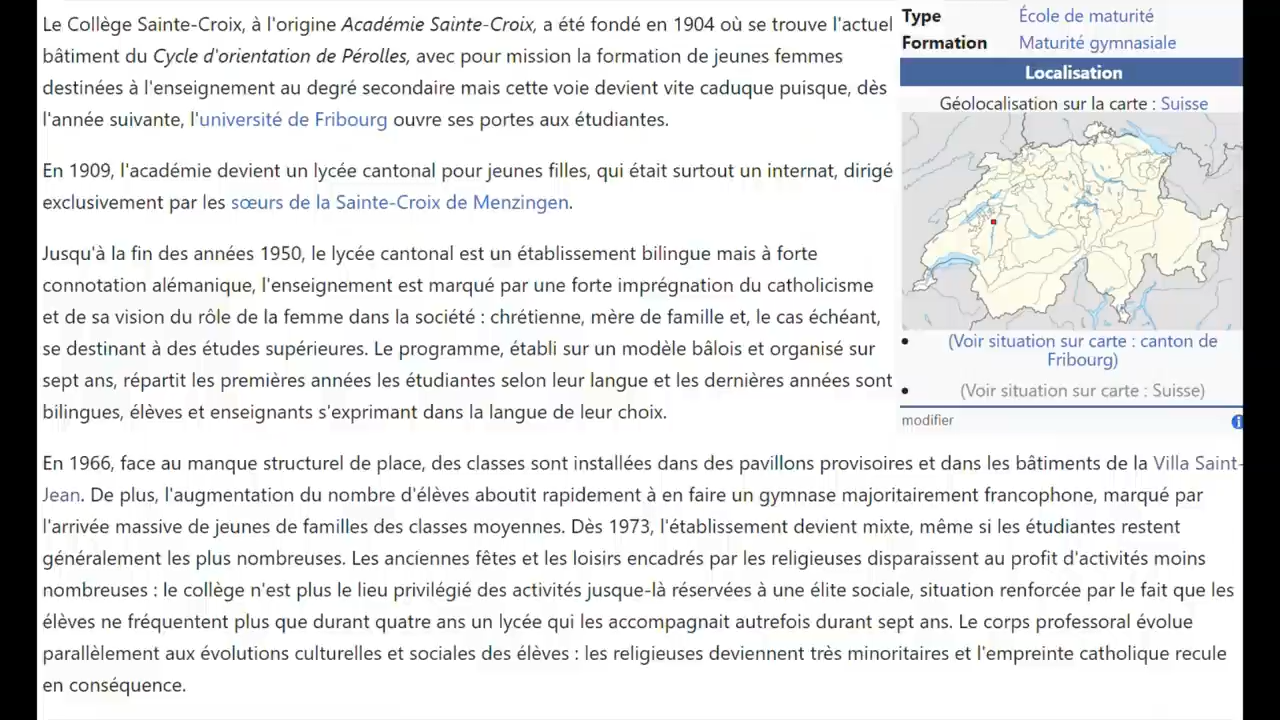 Le Collège Sainte-Croix, à l'origine Académie Sainte-Croix, a été fondé en 1904 où se trouve l'actuel
bâtiment du Cycle d'orientation de Pérolles, avec pour mission la formation de jeunes femmes
destinées à l'enseignement au degré secondaire mais cette voie devient vite caduque puisque, dès
l'année suivante, l'université de Fribourg ouvre ses portes aux étudiantes.
En 1909, l'académie devient un lycée cantonal pour jeunes filles, qui était surtout un internat, dirigé
exclusivement par les sœurs de la Sainte-Croix de Menzingen.
Jusqu'à la fin des années 1950, le lycée cantonal est un établissement bilingue mais à forte
connotation alémanique, l'enseignement est marqué par une forte imprégnation du catholicisme
et de sa vision du rôle de la femme dans la société : chrétienne, mère de famille et, le cas échéant,
se destinant à des études supérieures. Le programme, établi sur un modèle bâlois et organisé sur
sept ans, répartit les premières années les étudiantes selon leur langue et les dernières années sont
bilingues, élèves et enseignants s'exprimant dans la langue de leur choix.
Type École de maturité
Formation Maturité gymnasiale
Localisation
Géolocalisation sur la carte : Suisse
(Voir situation sur carte : canton de
Fribourg)
(Voir situation sur carte : Suisse)
modifier
En 1966, face au manque structurel de place, des classes sont installées dans des pavillons provisoires et dans les bâtiments de la Villa Saint-
Jean. De plus, l'augmentation du nombre d'élèves aboutit rapidement à en faire un gymnase majoritairement francophone, marqué par
l'arrivée massive de jeunes de familles des classes moyennes. Dès 1973, l'établissement devient mixte, même si les étudiantes restent
généralement les plus nombreuses. Les anciennes fêtes et les loisirs encadrés par les religieuses disparaissent au profit d'activités moins
nombreuses : le collège n'est plus le lieu privilégié des activités jusque-là réservées à une élite sociale, situation renforcée par le fait que les
élèves ne fréquentent plus que durant quatre ans un lycée qui les accompagnait autrefois durant sept ans. Le corps professoral évolue
parallèlement aux évolutions culturelles et sociales des élèves : les religieuses deviennent très minoritaires et l'empreinte catholique recule
en conséquence.